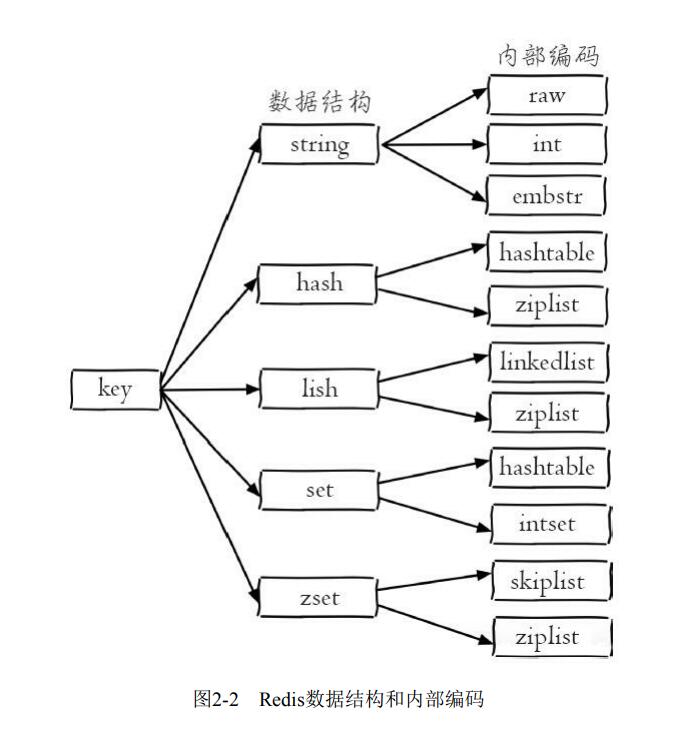 内部编码
数据结构
raw
string
int
embstr
hashtable
hash
ziplist
linkedlist
key
lish
ziplist
hashtable
set
intset
skiplist
zset
ziplist
图2-2 Redis数据结构和内部编码